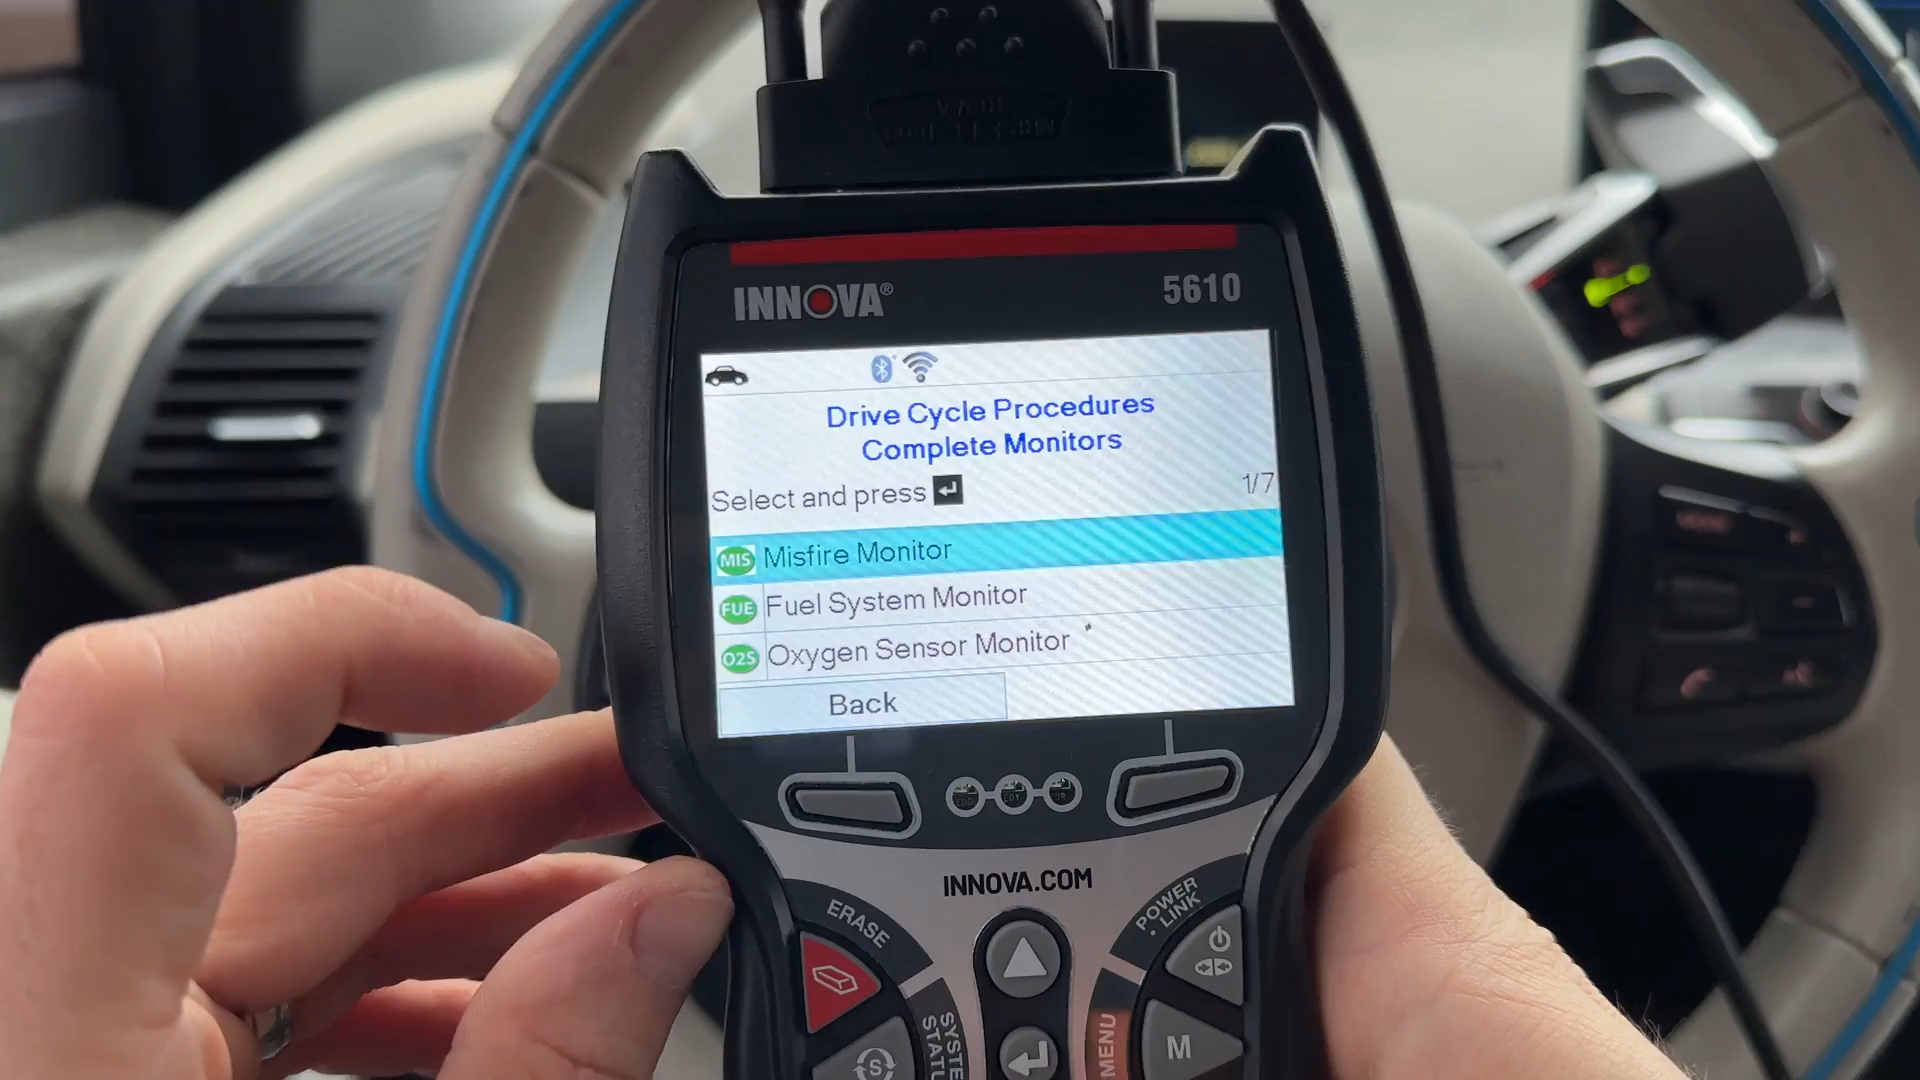 INNOVA®
5610
Drive Cycle Procedures
Complete Monitors
Select and press
1/7
MIS Misfire Monitor
FUE Fuel System Monitor
O2S Oxygen Sensor Monitor
Back
INNOVA.COM
ERASE
POWER
LINK
MENU
M
S
MODE